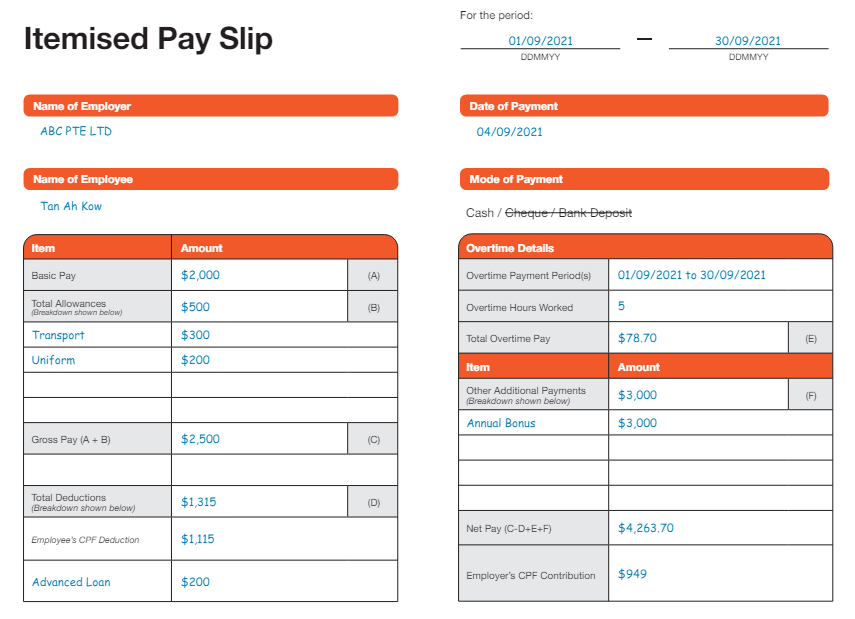 Itemised Pay Slip
For the period:
01/09/2021 — 30/09/2021
DDMMYY DDMMYY
Name of Employer
ABC PTE LTD
Date of Payment
04/09/2021
Name of Employee
Tan Ah Kow
Mode of Payment
Cash / Cheque / Bank Deposit
Item Amount
Basic Pay $2,000 (A)
Total Allowances
(Breakdown shown below)
$500 (B)
Transport $300
Uniform $200
Gross Pay (A + B) $2,500 (C)
Total Deductions
(Breakdown shown below)
$1,315 (D)
Employee's CPF Deduction $1,115
Advanced Loan $200
Overtime Details
Overtime Payment Period(s) 01/09/2021 to 30/09/2021
Overtime Hours Worked 5
Total Overtime Pay $78.70 (E)
Item Amount
Other Additional Payments
(Breakdown shown below)
$3,000 (F)
Annual Bonus $3,000
Net Pay (C-D+E+F) $4,263.70
Employer's CPF Contribution $949